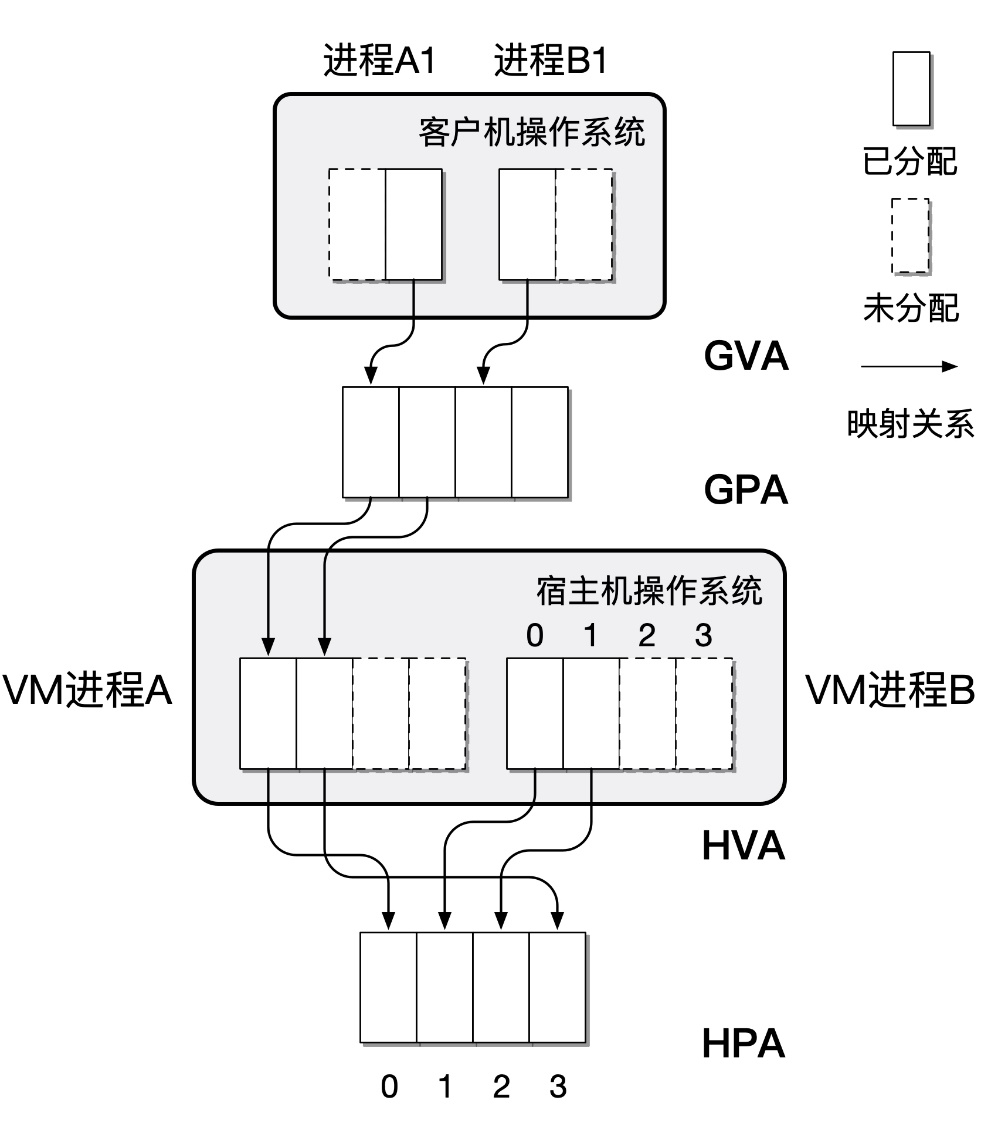 进程A1
进程B1
客户机操作系统
已分配
未分配
GVA
映射关系
GPA
宿主机操作系统
0 1 2 3
VM进程A
VM进程B
HVA
HPA
0 1 2 3